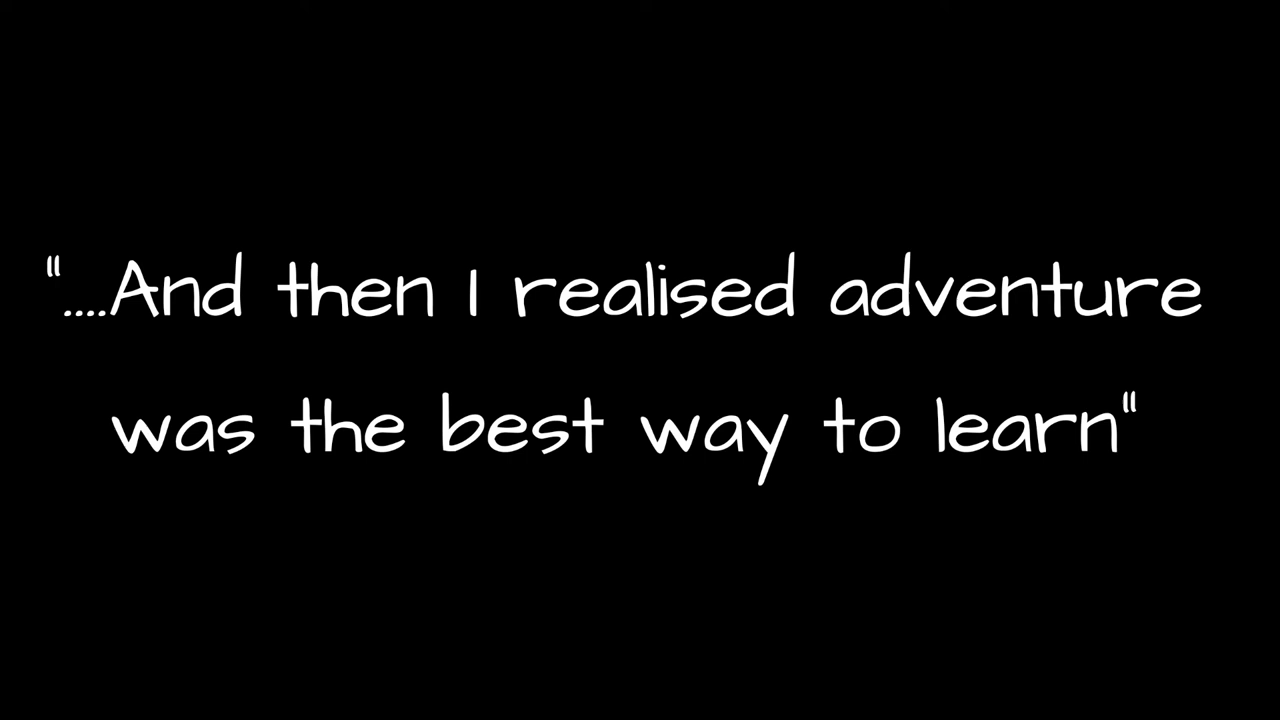 "....And then I realised adventure
was the best way to learn"